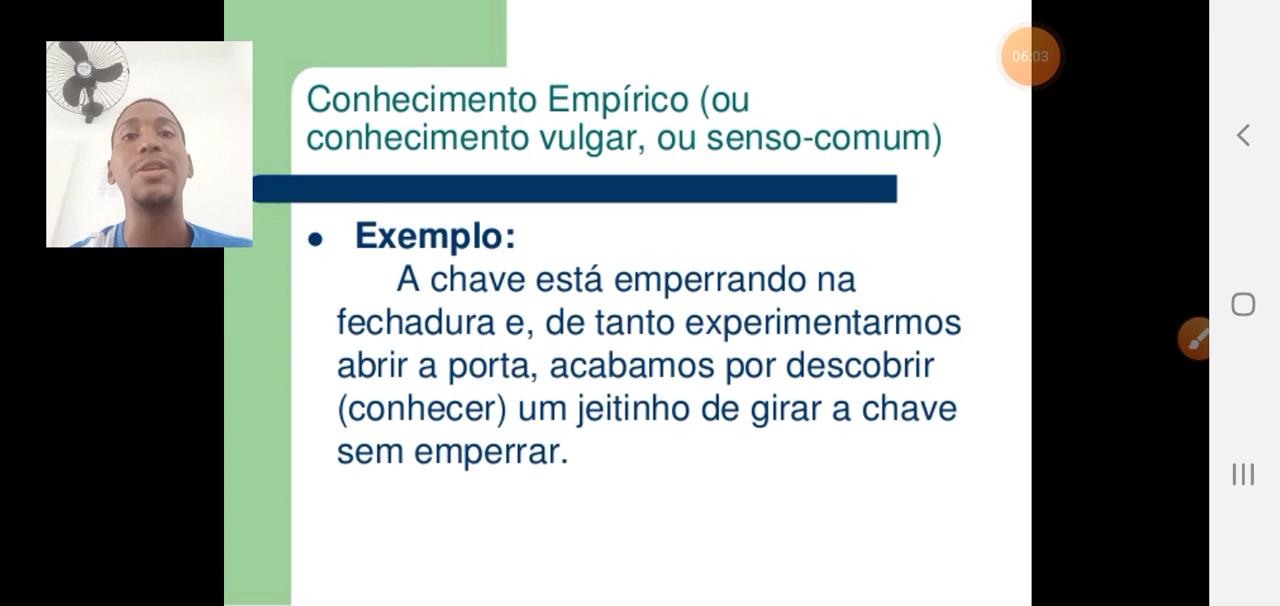 06:03
Conhecimento Empírico (ou
conhecimento vulgar, ou senso-comum)
• Exemplo:
A chave está emperrando na
fechadura e, de tanto experimentarmos
abrir a porta, acabamos por descobrir
(conhecer) um jeitinho de girar a chave
sem emperrar.